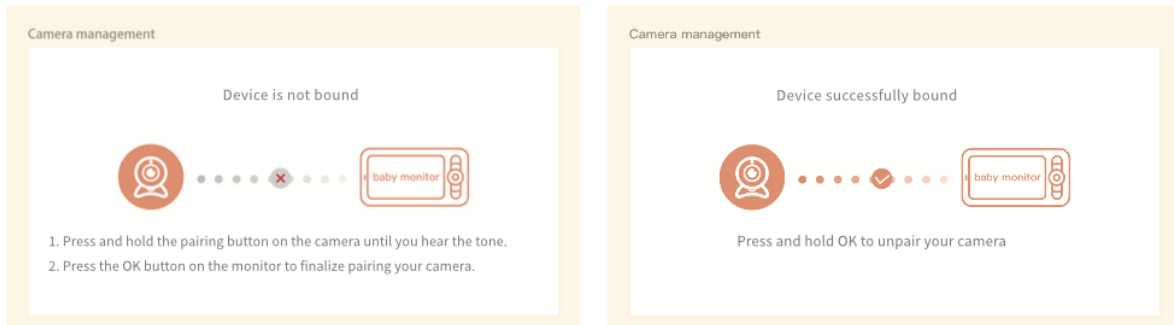 Camera management
Device is not bound
baby monitor
1. Press and hold the pairing button on the camera until you hear the tone.
2. Press the OK button on the monitor to finalize pairing your camera.
Camera management
Device successfully bound
baby monitor
Press and hold OK to unpair your camera